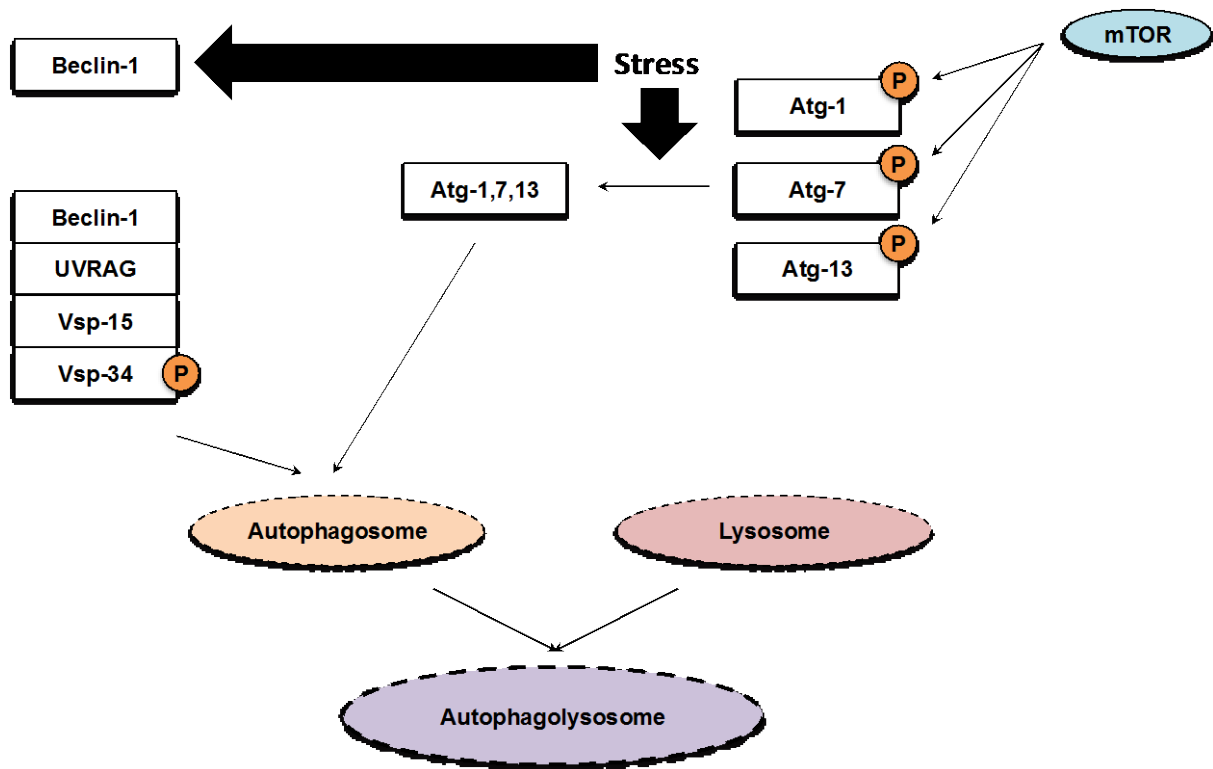 mTOR
Beclin-1
Stress
P
Atg-1
P
Atg-7
Atg-1,7,13
P
Atg-13
Beclin-1
UVRAG
Vsp-15
Vsp-34
P
Autophagosome
Lysosome
Autophagolysosome